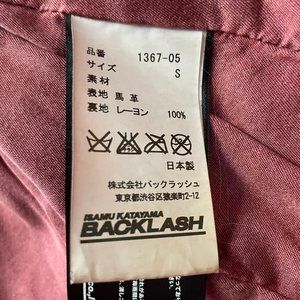 品番 1367-05
サイズ S
素材
表地 馬 革
裏地 レーヨン 100%
日本製
株式会社バックラッシュ
東京都渋谷区猿楽町2-12
ISAMU KATAYAMA
BACKLASH